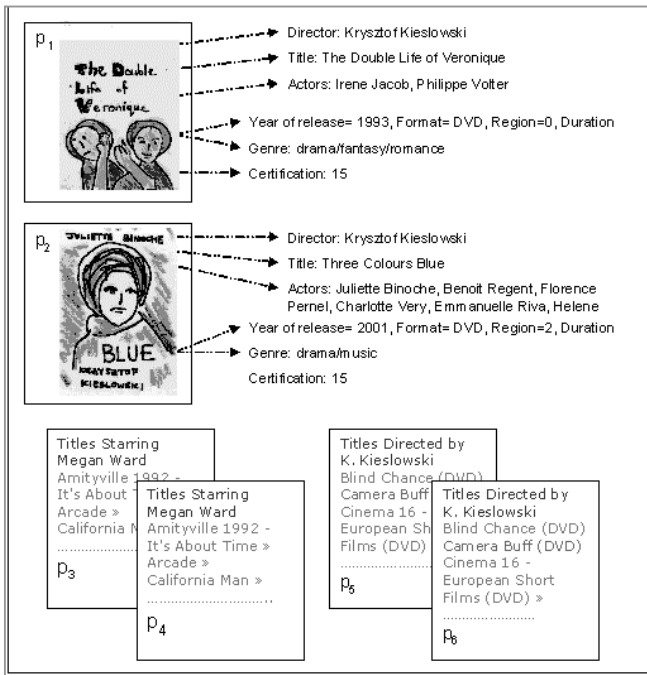 p1
The Double
Life of
Veronique
Director: Krysztof Kieslowski
Title: The Double Life of Veronique
Actors: Irene Jacob, Philippe Volter
Year of release= 1993, Format= DVD, Region=0, Duration
Genre: drama/fantasy/romance
Certification: 15
p2
JULIETTE BINOCHE
BLUE
KRYSZTOF
KIESLOWSKI
Director: Krysztof Kieslowski
Title: Three Colours Blue
Actors: Juliette Binoche, Benoit Regent, Florence
Pernel, Charlotte Very, Emmanuelle Riva, Helene
Year of release= 2001, Format= DVD, Region=2, Duration
Genre: drama/music
Certification: 15
Titles Starring
Megan Ward
Amityville 1992 -
It's About T
Arcade »
California M
..........................
p3
Titles Starring
Megan Ward
Amityville 1992 -
It's About Time »
Arcade »
California Man »
..............................
p4
Titles Directed by
K. Kieslowski
Blind Chance (DVD)
Camera Buff
Cinema 16 -
European Sh
Films (DVD)
..........................
p5
Titles Directed by
K. Kieslowski
Blind Chance (DVD)
Camera Buff (DVD)
Cinema 16 -
European Short
Films (DVD) »
......................
p6